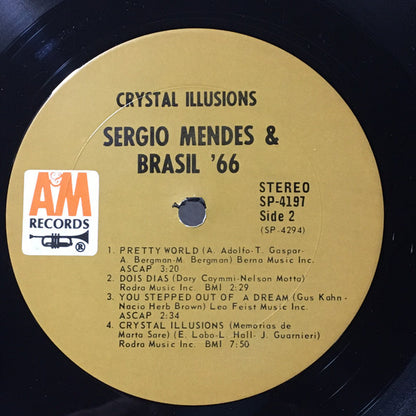 CRYSTAL ILLUSIONS
SERGIO MENDES &
BRASIL '66
A&M
RECORDS
®
STEREO
SP-4197
Side 2
(SP-4294)
1. PRETTY WORLD (A. Adolfo-T. Gaspar-
A. Bergman-M. Bergman) Berna Music Inc.
ASCAP 3:20
2. DOIS DIAS (Dory Caymmi-Nelson Motta)
Rodra Music Inc. BMI 2:29
3. YOU STEPPED OUT OF A DREAM (Gus Kahn-
Nacio Herb Brown) Leo Feist Music Inc.
ASCAP 2:34
4. CRYSTAL ILLUSIONS (Memorias de
Marta Sare) (E. Lobo-L. Hall-J. Guarnieri)
Rodra Music Inc. BMI 7:50